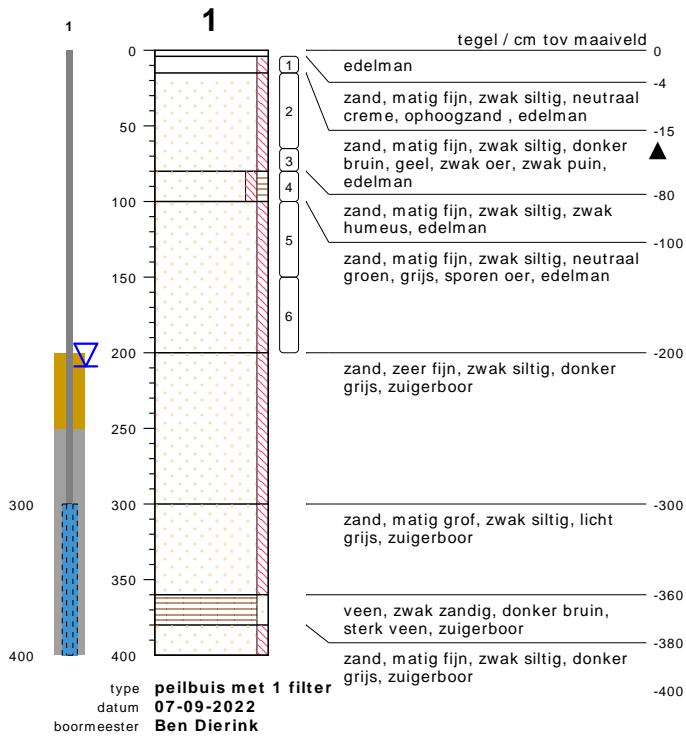 1
1
tegel / cm tov maaiveld
0
0
1
edelman
-4
2
zand, matig fijn, zwak siltig, neutraal
creme, ophoogzand , edelman
50
-15
3
zand, matig fijn, zwak siltig, donker
bruin, geel, zwak oer, zwak puin,
edelman
4
-80
100
zand, matig fijn, zwak siltig, zwak
humeus, edelman
5
-100
150
zand, matig fijn, zwak siltig, neutraal
groen, grijs, sporen oer, edelman
6
200
-200
zand, zeer fijn, zwak siltig, donker
grijs, zuigerboor
250
300
300
-300
zand, matig grof, zwak siltig, licht
grijs, zuigerboor
350
-360
veen, zwak zandig, donker bruin,
sterk veen, zuigerboor
-380
400
400
zand, matig fijn, zwak siltig, donker
grijs, zuigerboor
-400
type peilbuis met 1 filter
datum 07-09-2022
boormeester Ben Dierink